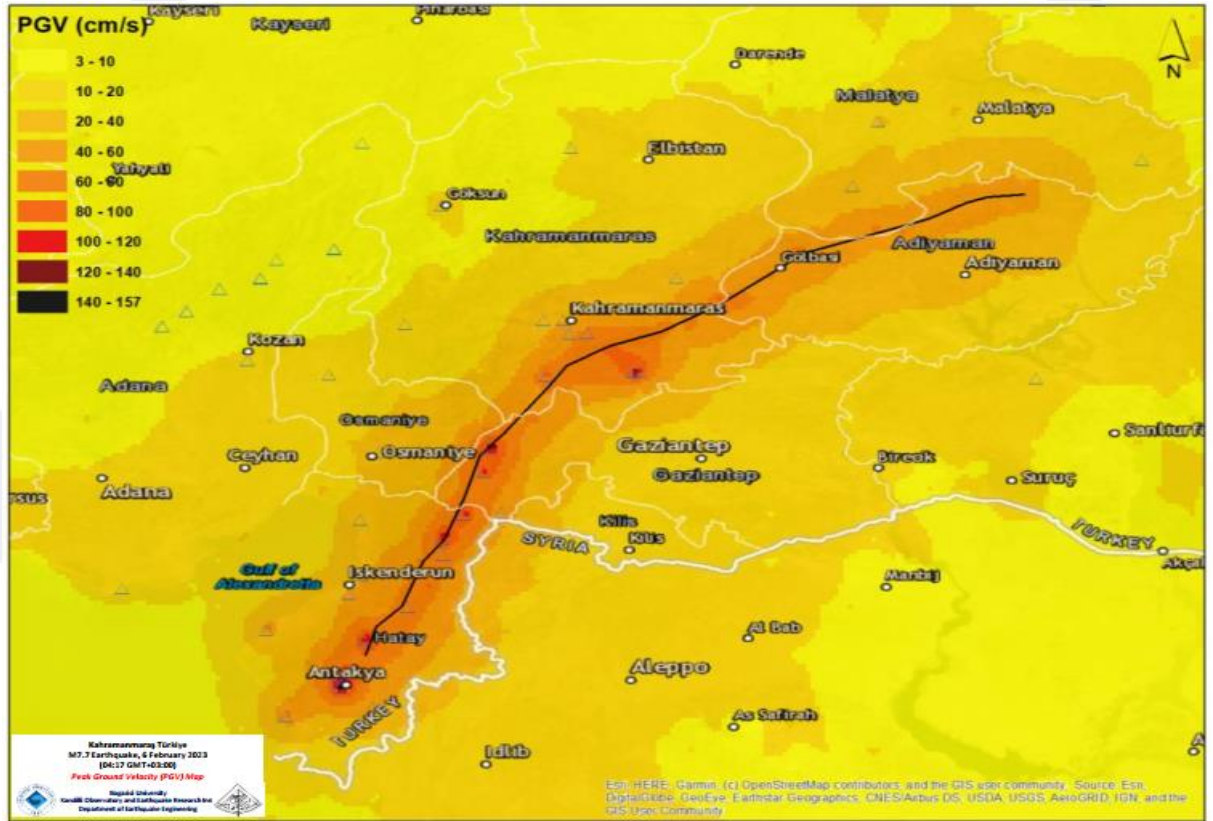 PGV (cm/s)
3 - 10
10 - 20
20 - 40
40 - 60
60 - 80
80 - 100
100 - 120
120 - 140
140 - 157
Kayseri
Kayseri
Pinarbasi
N
Darende
Malatya
Malatya
Yahyali
Elbistan
Göksun
Kahramanmaras
Adiyaman
Golbasi
Adiyaman
Kahramanmaras
Kozan
Adana
Osmaniye
Osmaniye
Ceyhan
Gaziantep
Gaziantep
Birecik
Sanliurfa
Adana
Suruç
Kilis
Kilis
SYRIA
TURKEY
Gulf of
Alexandretta
Iskenderun
Manbij
Hatay
Al Bab
Antakya
Aleppo
TURKEY
As Safirah
Idlib
Kahramanmaraş Türkiye
M7.7 Earthquake, 6 February 2023
(04:17 GMT+03:00)
Peak Ground Velocity (PGV) Map
Boğaziçi University
Kandilli Observatory and Earthquake Research Ins
Department of Earthquake Engineering
Esri, HERE, Garmin, (c) OpenStreetMap contributors, and the GIS user community, Source: Esri,
DigitalGlobe, GeoEye, Earthstar Geographics, CNES/Airbus DS, USDA, USGS, AeroGRID, IGN, and the
GIS User Community